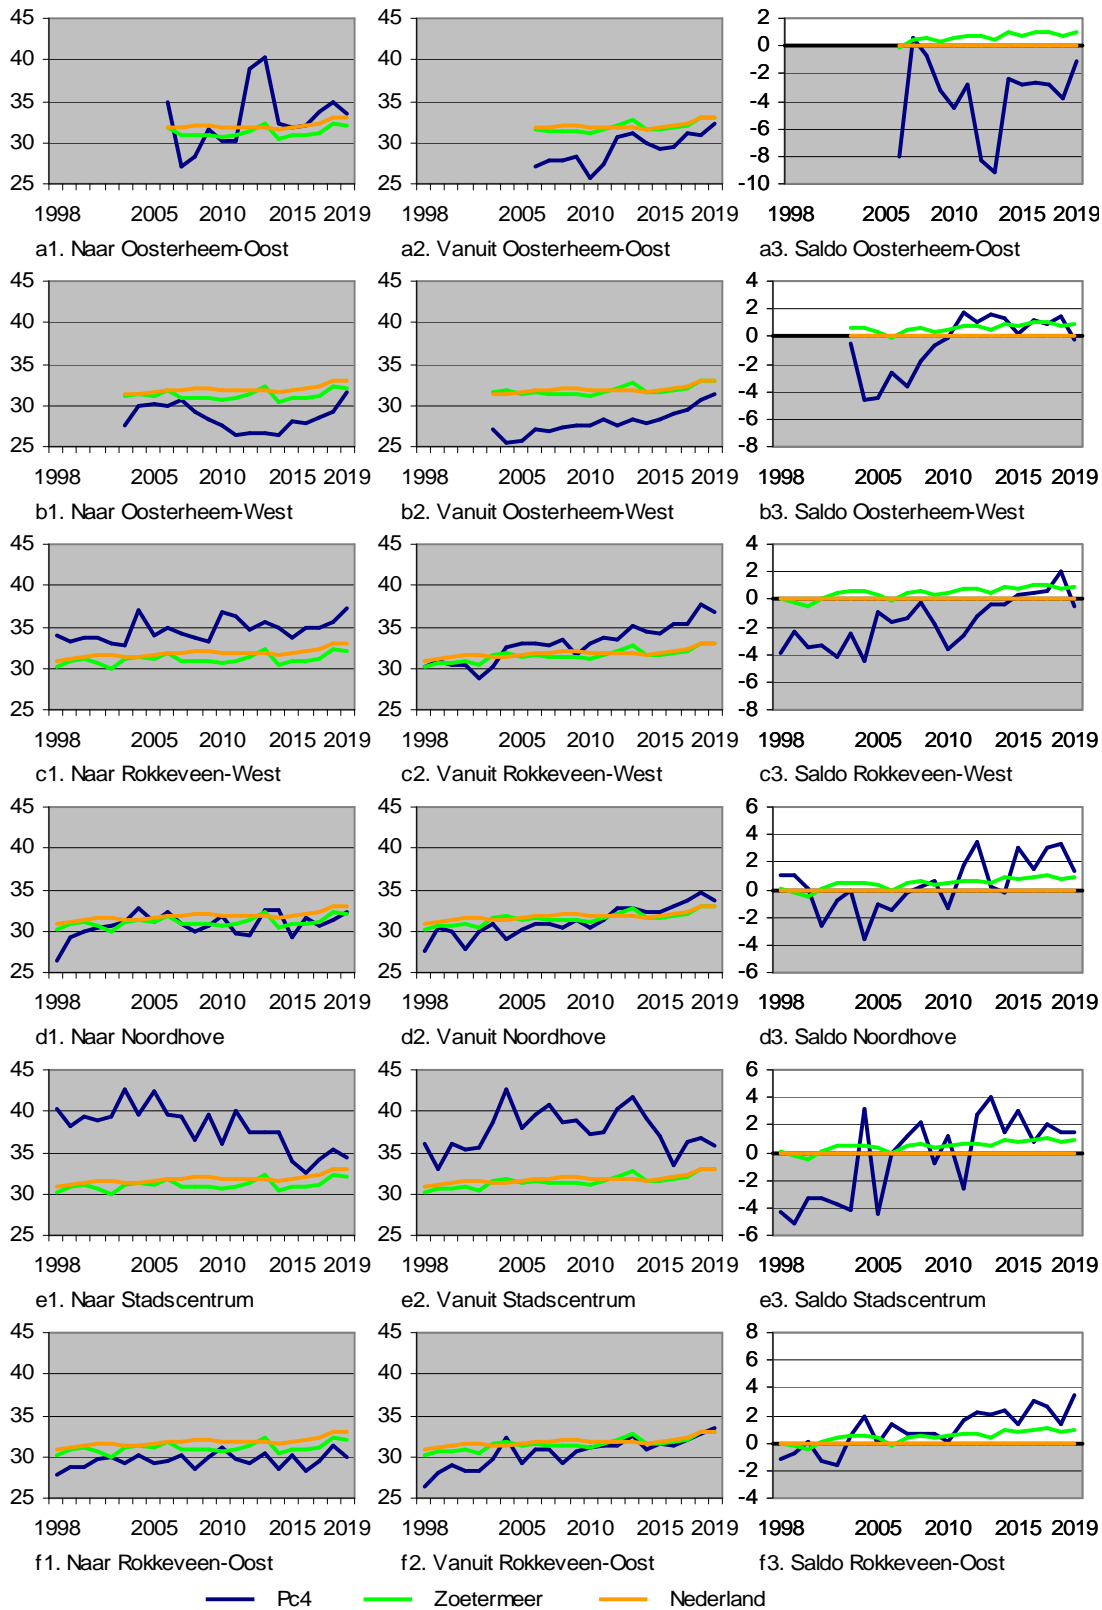 45 45 2
40 40 0
-2
35 35 -4
30 30 -6
-8
25 25 -10
1998 2005 2010 2015 2019 1998 2005 2010 2015 2019 1998 2005 2010 2015 2019
a1. Naar Oosterheem-Oost a2. Vanuit Oosterheem-Oost a3. Saldo Oosterheem-Oost
45 45 4
40 40 2
0
35 35 -2
30 30 -4
-6
25 25 -8
1998 2005 2010 2015 2019 1998 2005 2010 2015 2019 1998 2005 2010 2015 2019
b1. Naar Oosterheem-West b2. Vanuit Oosterheem-West b3. Saldo Oosterheem-West
45 45 4
40 40 2
0
35 35 -2
30 30 -4
-6
25 25 -8
1998 2005 2010 2015 2019 1998 2005 2010 2015 2019 1998 2005 2010 2015 2019
c1. Naar Rokkeveen-West c2. Vanuit Rokkeveen-West c3. Saldo Rokkeveen-West
45 45 6
40 40 4
2
35 35 0
30 30 -2
-4
25 25 -6
1998 2005 2010 2015 2019 1998 2005 2010 2015 2019 1998 2005 2010 2015 2019
d1. Naar Noordhove d2. Vanuit Noordhove d3. Saldo Noordhove
45 45 6
40 40 4
2
35 35 0
30 30 -2
-4
25 25 -6
1998 2005 2010 2015 2019 1998 2005 2010 2015 2019 1998 2005 2010 2015 2019
e1. Naar Stadscentrum e2. Vanuit Stadscentrum e3. Saldo Stadscentrum
45 45 8
40 40 6
4
35 35 2
30 30 0
-2
25 25 -4
1998 2005 2010 2015 2019 1998 2005 2010 2015 2019 1998 2005 2010 2015 2019
f1. Naar Rokkeveen-Oost f2. Vanuit Rokkeveen-Oost f3. Saldo Rokkeveen-Oost
Pc4 Zoetermeer Nederland